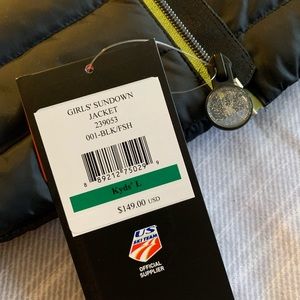 GIRLS' SUNDOWN
JACKET
239053
001-BLK/FSH
8 89212 75029 9
Kyds' L
$149.00 USD
US
SKI TEAM
OFFICIAL
SUPPLIER